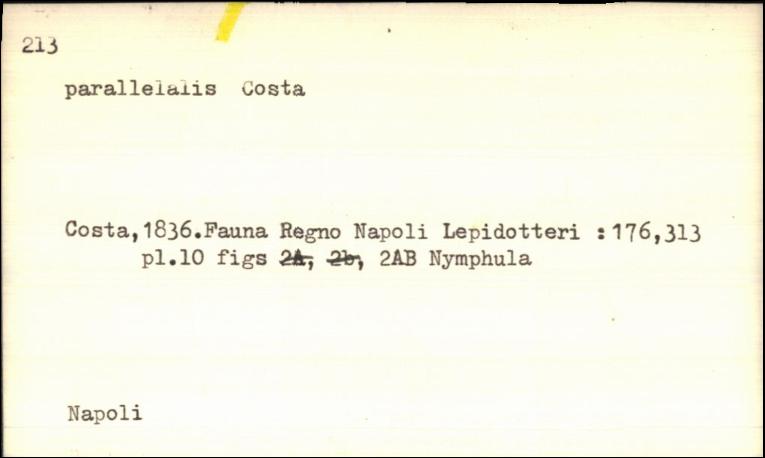 213
parallelalis Costa
Costa,1836.Fauna Regno Napoli Lepidotteri :176,313
pl.10 figs 2A, 2b, 2AB Nymphula
Napoli